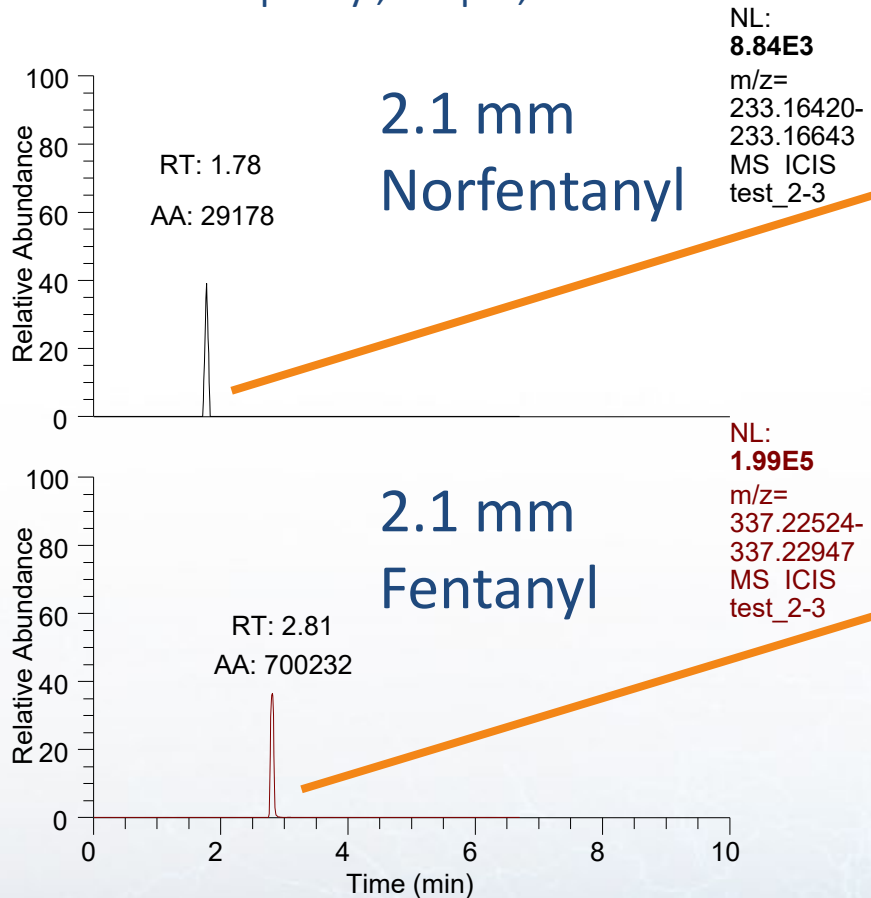 NL:
8.84E3
m/z=
233.16420-
233.16643
MS ICIS
test_2-3
2.1 mm
Norfentanyl
RT: 1.78
AA: 29178
Relative Abundance
100
80
60
40
20
0
NL:
1.99E5
m/z=
337.22524-
337.22947
MS ICIS
test_2-3
2.1 mm
Fentanyl
RT: 2.81
AA: 700232
Relative Abundance
100
80
60
40
20
0
0 2 4 6 8 10
Time (min)